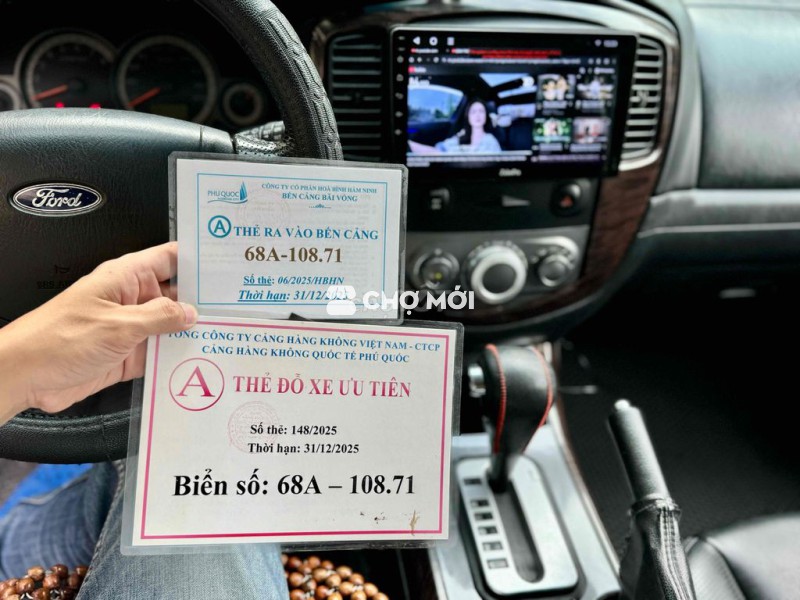 Ford
PHU QUOC
CÔNG TY CỔ PHẦN HOÀ BÌNH HÀM NINH
BẾN CẢNG BÃI VÒNG
A THẺ RA VÀO BẾN CẢNG
68A-108.71
Số thẻ: 06/2025/HBHN
Thời hạn: 31/12/
CHỢ MỚI
TỔNG CÔNG TY CẢNG HÀNG KHÔNG VIỆT NAM - CTCP
CẢNG HÀNG KHÔNG QUỐC TẾ PHÚ QUỐC
A THẺ ĐỖ XE ƯU TIÊN
Số thẻ: 148/2025
Thời hạn: 31/12/2025
Biển số: 68A – 108.71